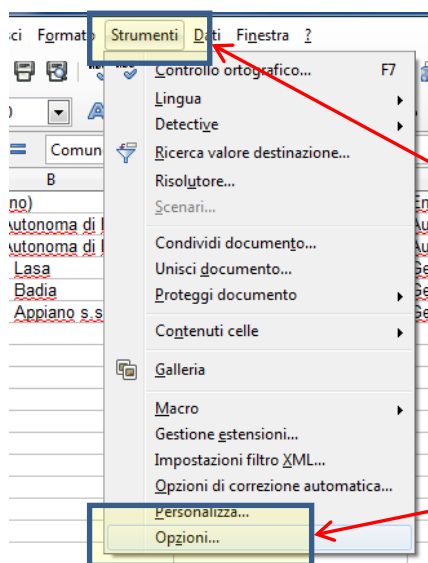 sci Formato Strumenti Dati Finestra ?
Controllo ortografico... F7
Lingua
Detective
Ricerca valore destinazione...
Risolutore...
Scenari...
Condividi documento...
Unisci documento...
Proteggi documento
Contenuti celle
Galleria
Macro
Gestione estensioni...
Impostazioni filtro XML...
Opzioni di correzione automatica...
Personalizza...
Opzioni...
= Comun
B
no)
Autonoma di
Autonoma di
Lasa
Badia
Appiano s.s